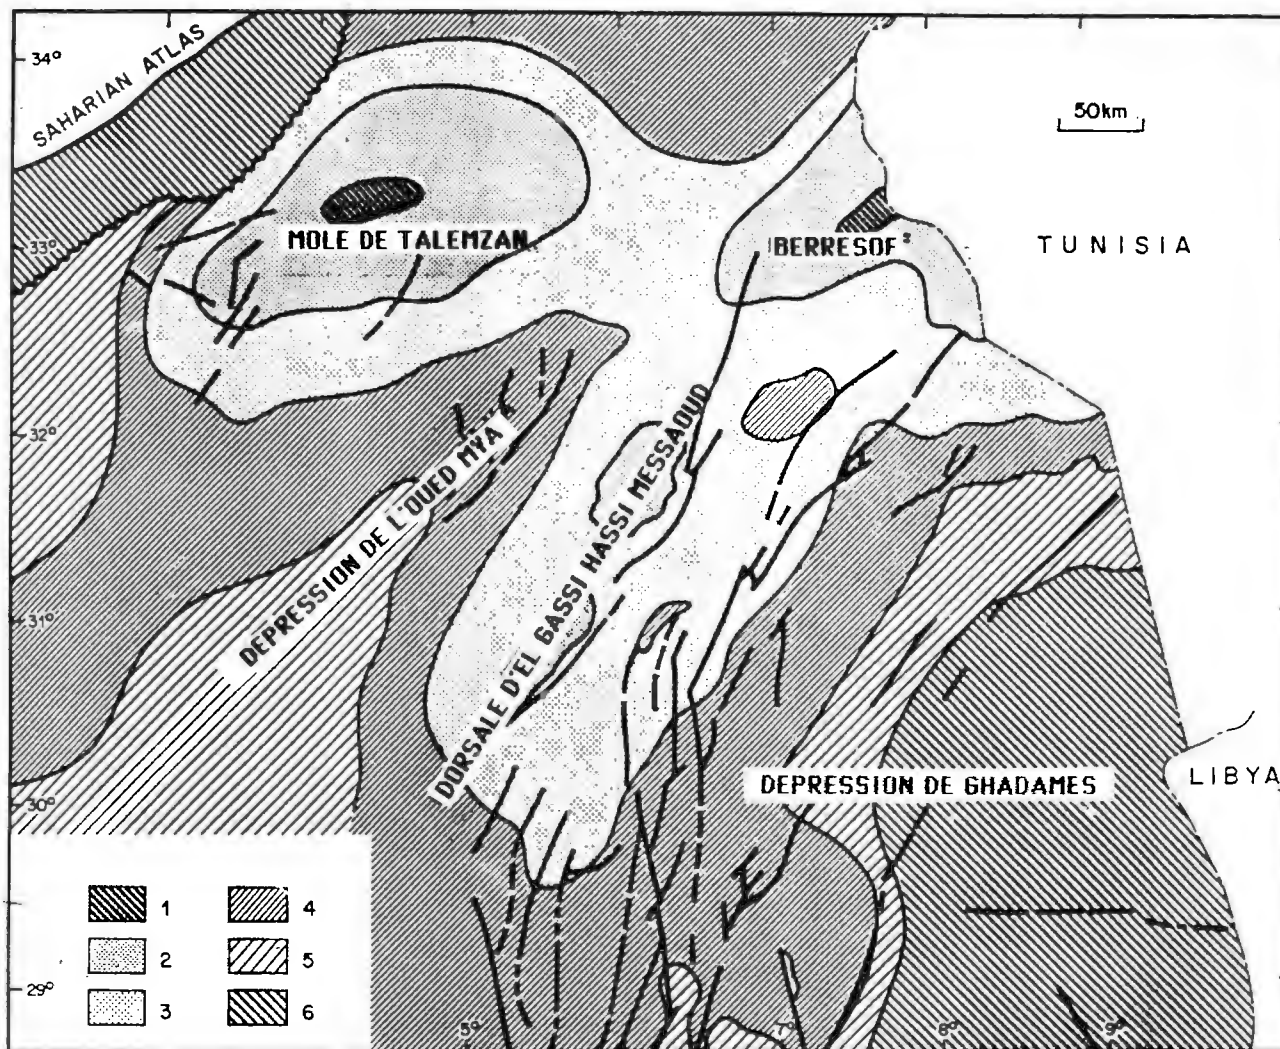 34°
SAHARIAN ATLAS
50km
33°
MOLE DE TALEMZAN
BERRESOF
TUNISIA
32°
DEPRESSION DE L'OUED MYA
DORSALE D'EL GASSI HASSI MESSAOUD
31°
30°
DEPRESSION DE GHADAMES
LIBYA
1
4
2
5
3
6
29°
5°
7°
8°
9°